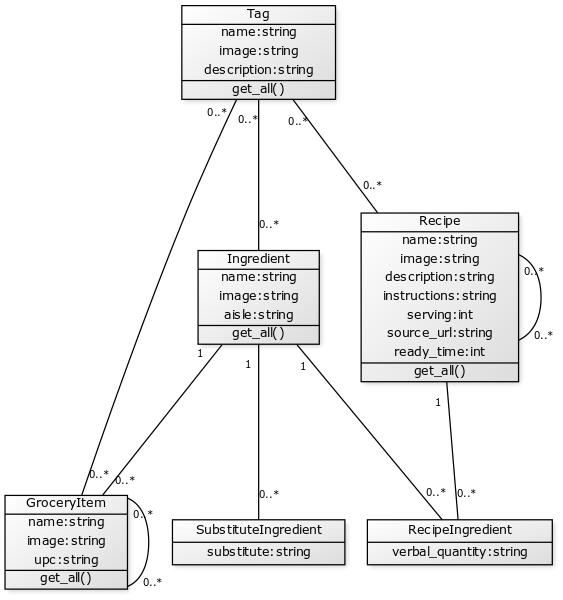 Tag
name:string
image:string
description:string
get_all()
0..*
0..*
0..*
0..*
0..*
Recipe
name:string
image:string
description:string
instructions:string
serving:int
source_url:string
ready_time:int
get_all()
0..*
0..*
Ingredient
name:string
image:string
aisle:string
get_all()
1
1
1
1
0..*
0..*
0..*
0..*
0..*
GroceryItem
name:string
image:string
upc:string
get_all()
0..*
0..*
SubstituteIngredient
substitute:string
RecipeIngredient
verbal_quantity:string